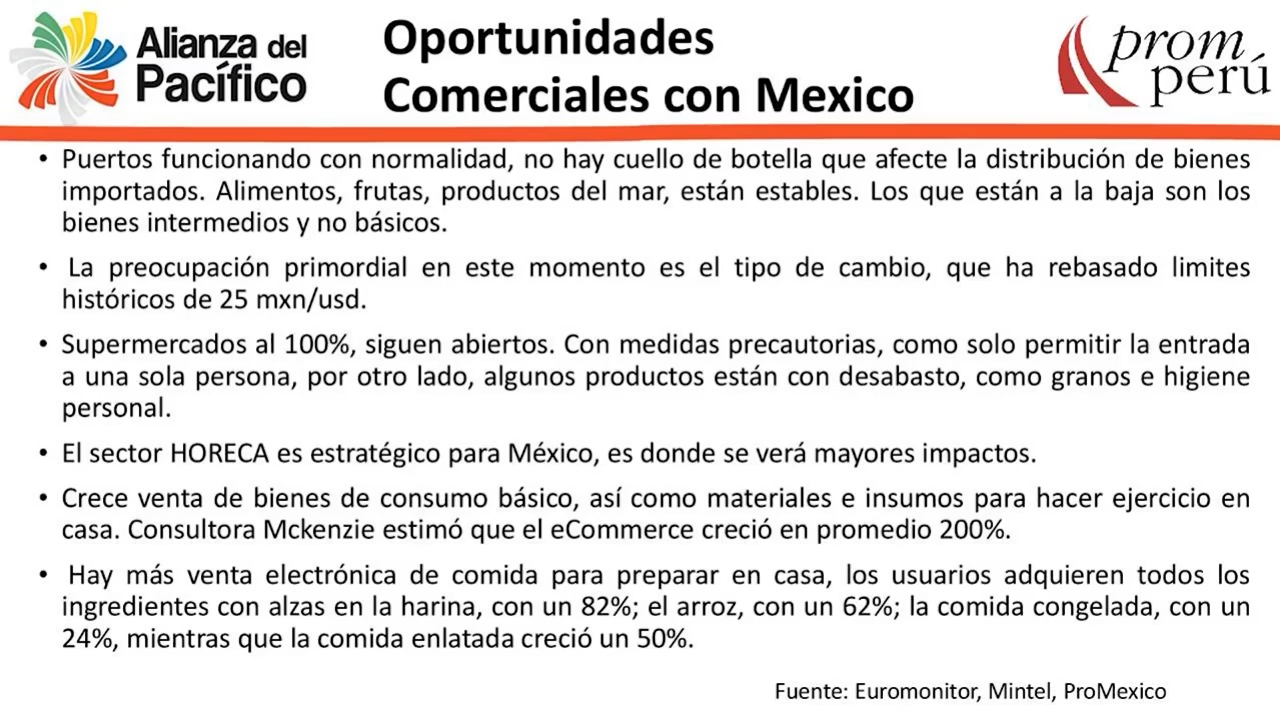 Alianza del
Pacífico
Oportunidades
Comerciales con Mexico
prom
perú
• Puertos funcionando con normalidad, no hay cuello de botella que afecte la distribución de bienes
importados. Alimentos, frutas, productos del mar, están estables. Los que están a la baja son los
bienes intermedios y no básicos.
• La preocupación primordial en este momento es el tipo de cambio, que ha rebasado limites
históricos de 25 mxn/usd.
• Supermercados al 100%, siguen abiertos. Con medidas precautorias, como solo permitir la entrada
a una sola persona, por otro lado, algunos productos están con desabasto, como granos e higiene
personal.
• El sector HORECA es estratégico para México, es donde se verá mayores impactos.
• Crece venta de bienes de consumo básico, así como materiales e insumos para hacer ejercicio en
casa. Consultora Mckenzie estimó que el eCommerce creció en promedio 200%.
• Hay más venta electrónica de comida para preparar en casa, los usuarios adquieren todos los
ingredientes con alzas en la harina, con un 82%; el arroz, con un 62%; la comida congelada, con un
24%, mientras que la comida enlatada creció un 50%.
Fuente: Euromonitor, Mintel, ProMexico